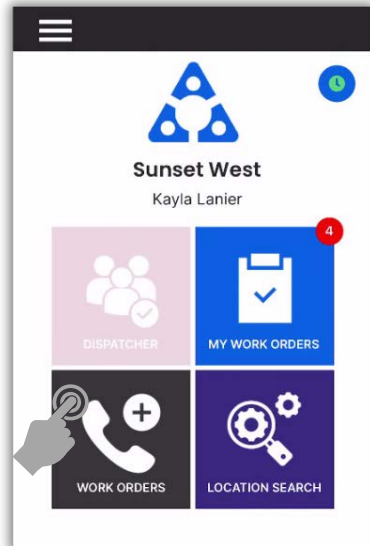 Sunset West
Kayla Lanier
4
DISPATCHER
MY WORK ORDERS
WORK ORDERS
LOCATION SEARCH